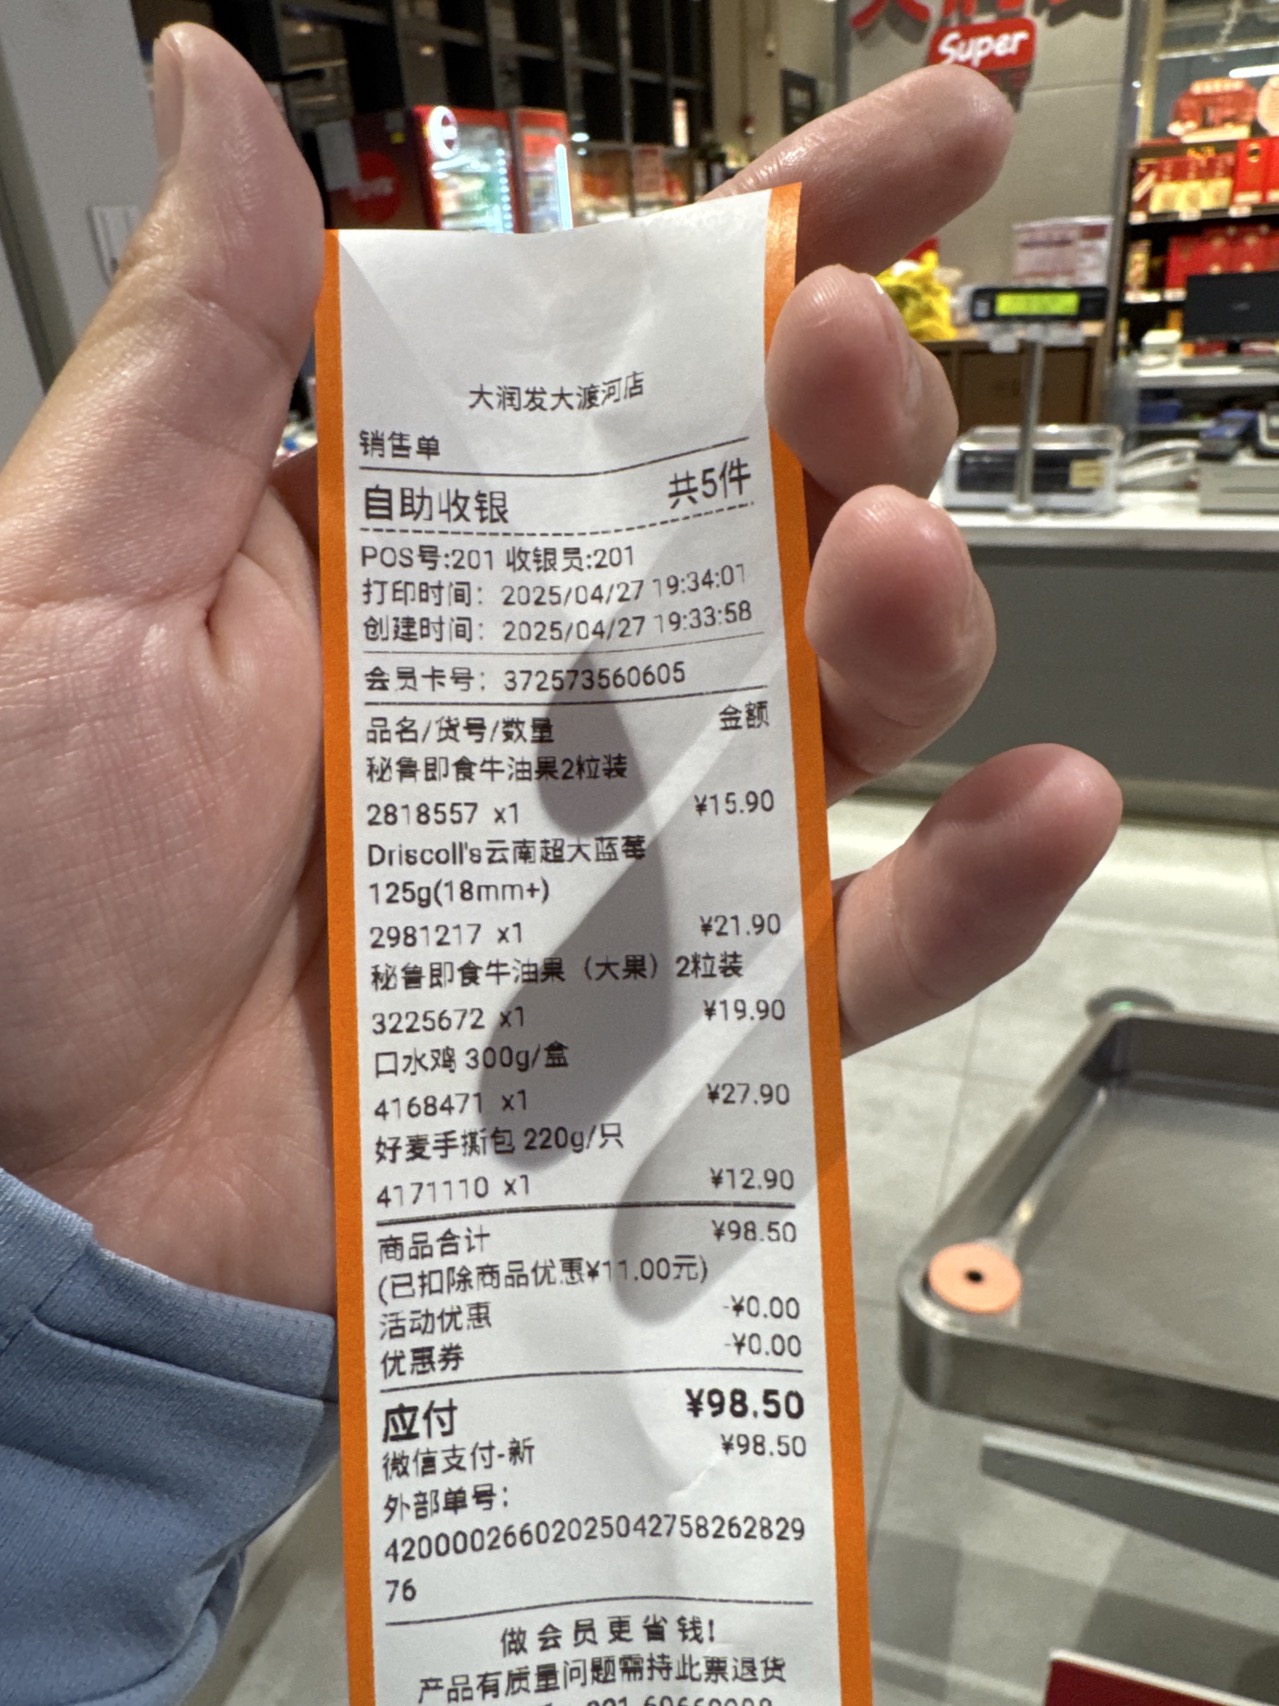 Super
大润发大渡河店
销售单
自助收银 共5件
POS号:201 收银员:201
打印时间：2025/04/27 19:34:01
创建时间：2025/04/27 19:33:58
会员卡号：372573560605
品名/货号/数量 金额
秘鲁即食牛油果2粒装
2818557 x1 ¥15.90
Driscoll's云南超大蓝莓
125g(18mm+)
2981217 x1 ¥21.90
秘鲁即食牛油果（大果）2粒装
3225672 x1 ¥19.90
口水鸡 300g/盒
4168471 x1 ¥27.90
好麦手撕包 220g/只
4171110 x1 ¥12.90
商品合计 ¥98.50
(已扣除商品优惠¥11.00元)
活动优惠 -¥0.00
优惠券 -¥0.00
应付 ¥98.50
微信支付-新 ¥98.50
外部单号：
42000026602025042758262829
76
做会员更省钱!
产品有质量问题需持此票退货